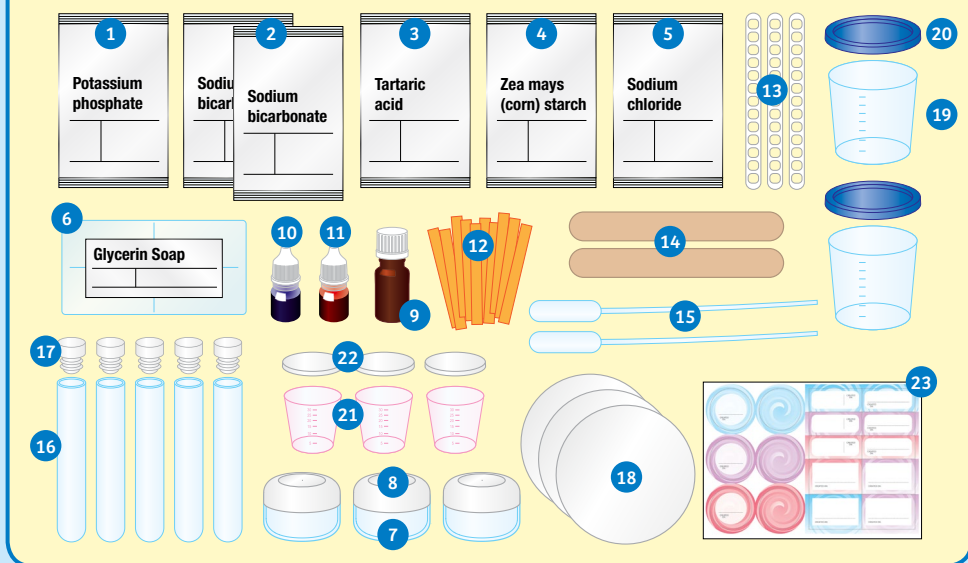 1
2
3
4
5
Potassium
phosphate
Sodiu
bicar
Sodium
bicarbonate
Tartaric
acid
Zea mays
(corn) starch
Sodium
chloride
13
20
19
6
Glycerin Soap
10
11
9
12
14
15
17
16
22
21
8
7
18
23